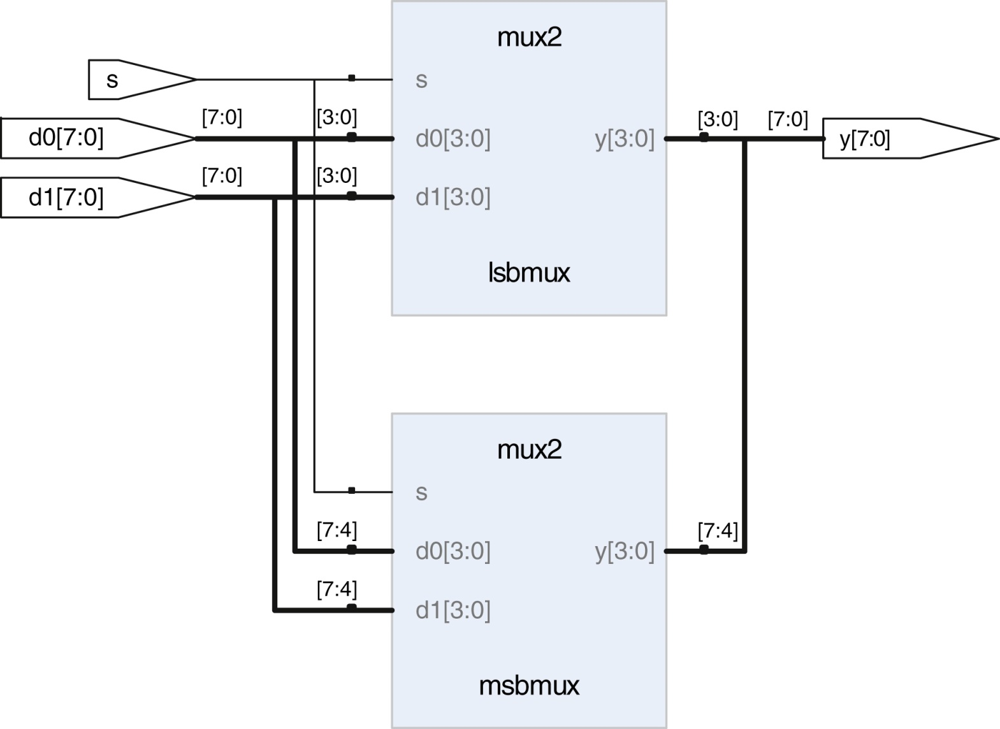 mux2
s
s
[7:0]
[3:0]
[3:0]
[7:0]
d0[7:0]
d0[3:0]
y[3:0]
y[7:0]
[7:0]
[3:0]
d1[7:0]
d1[3:0]
lsbmux
mux2
s
[7:4]
[7:4]
d0[3:0]
y[3:0]
[7:4]
d1[3:0]
msbmux